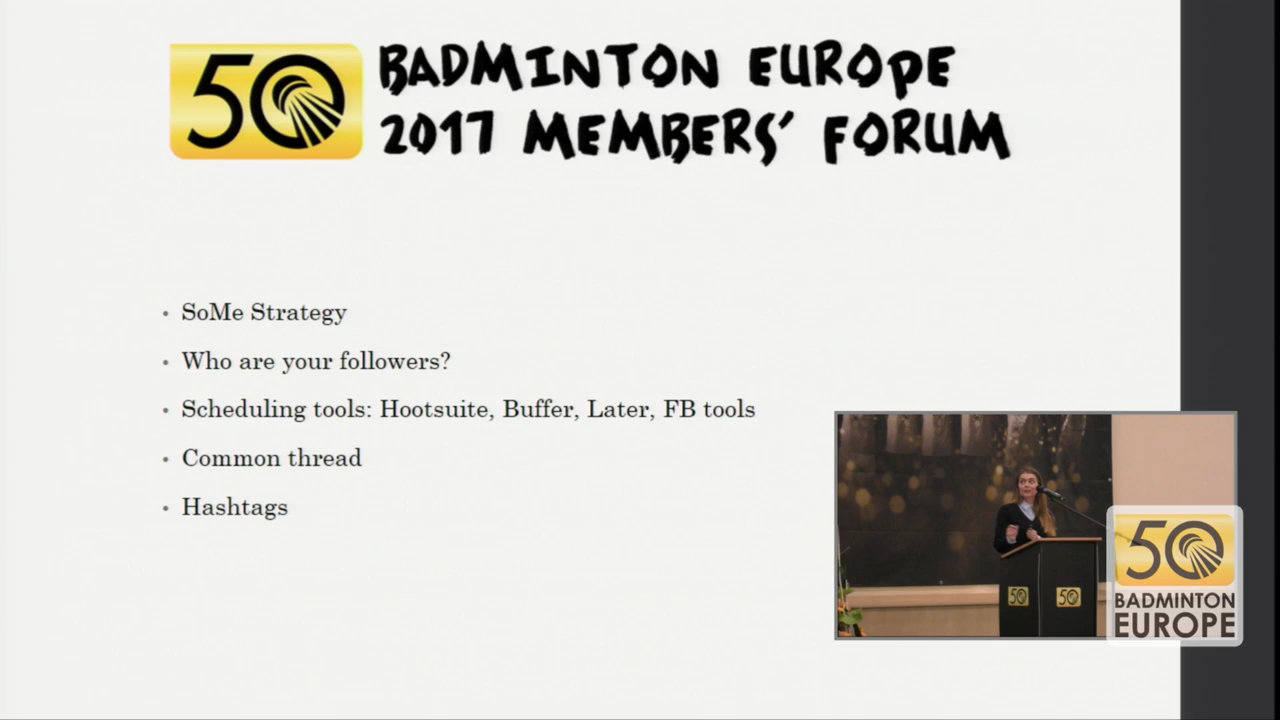 50
BADMINTON EUROPE
2017 MEMBERS' FORUM
• SoMe Strategy
• Who are your followers?
• Scheduling tools: Hootsuite, Buffer, Later, FB tools
• Common thread
• Hashtags
50
50
50
BADMINTON
EUROPE